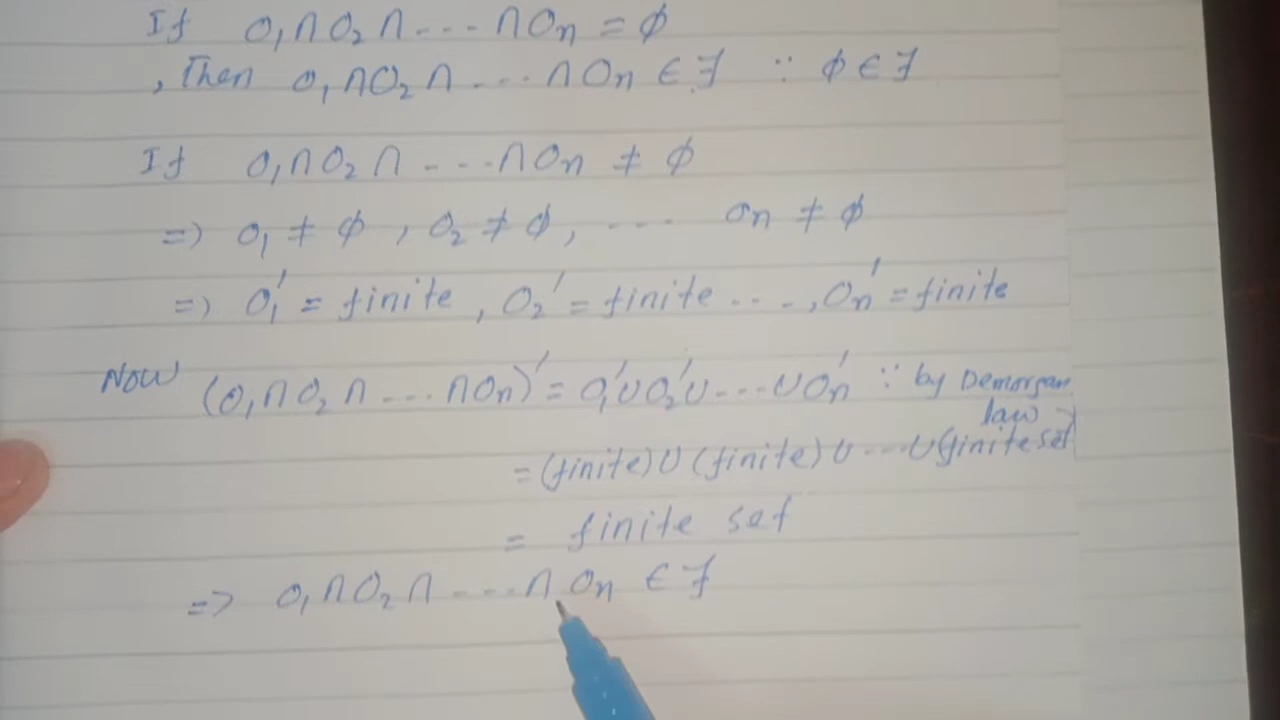 If O₁∩O₂∩---∩Oₙ = ϕ
, Then O₁∩O₂∩----∩Oₙ ∈ J ∵ ϕ ∈ J
If O₁∩O₂∩---∩Oₙ ≠ ϕ
=) O₁ ≠ ϕ , O₂ ≠ ϕ, ---- Oₙ ≠ ϕ
=) O₁' = finite , O₂' = finite ---, Oₙ' = finite
Now (O₁∩O₂∩---∩Oₙ)' = O₁'∪O₂'∪---∪Oₙ' ∵ by Demorgan
law
= (finite)∪(finite)∪---∪(finite set)
= finite set
=> O₁∩O₂∩---∩Oₙ ∈ J